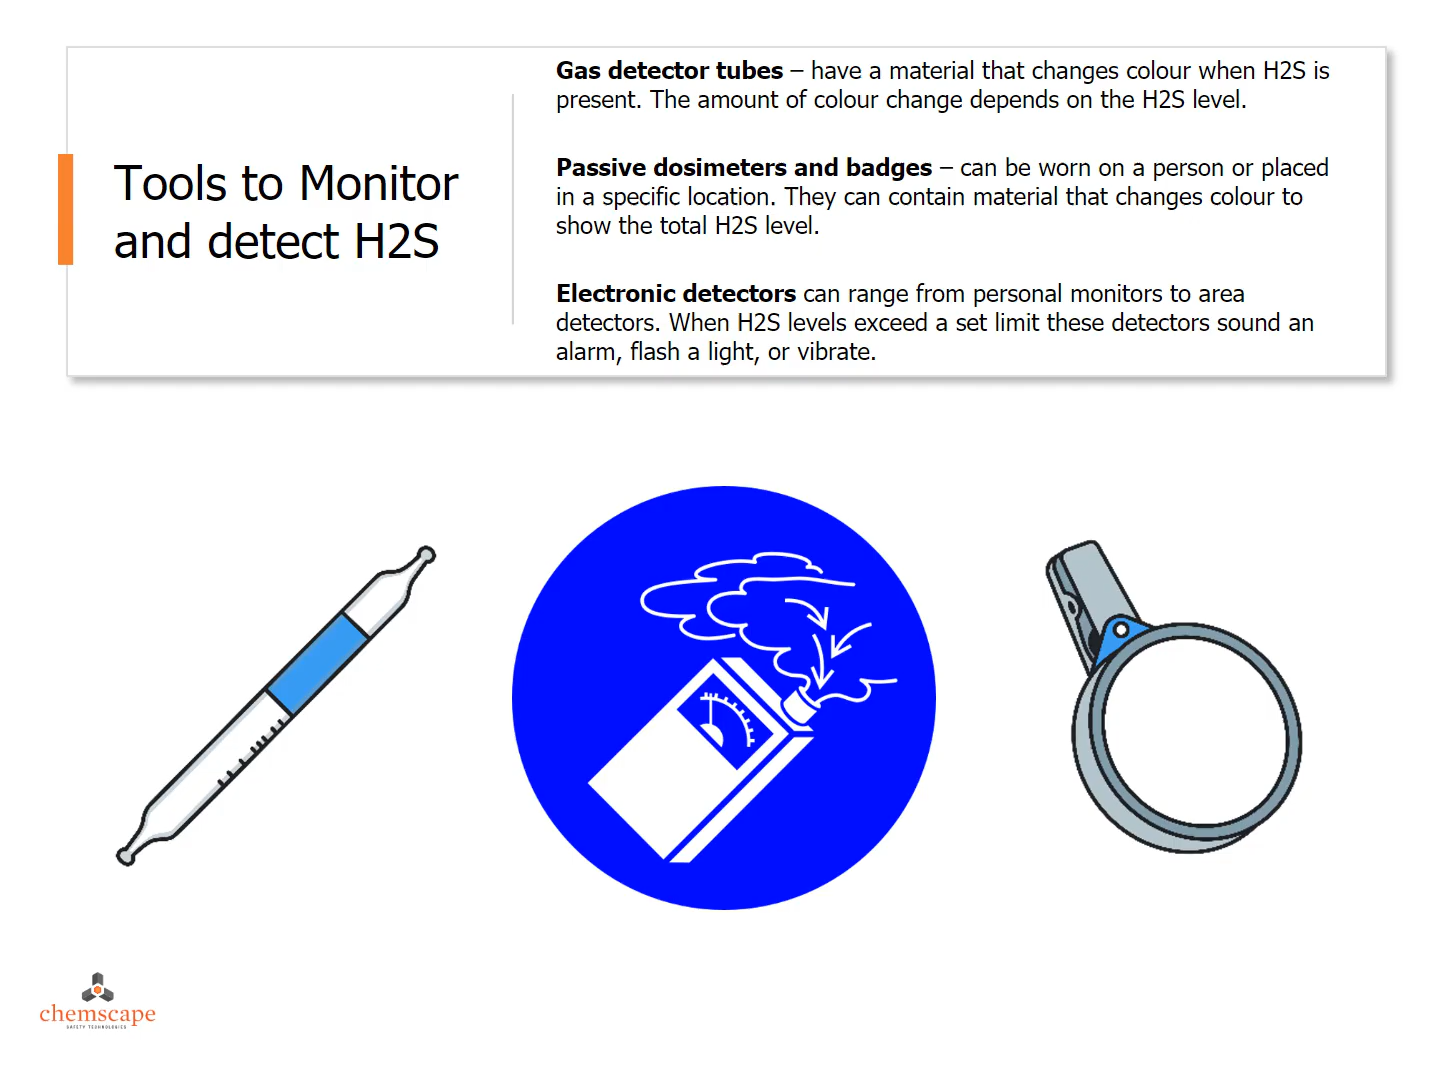 Tools to Monitor
and detect H2S
Gas detector tubes – have a material that changes colour when H2S is
present. The amount of colour change depends on the H2S level.
Passive dosimeters and badges – can be worn on a person or placed
in a specific location. They can contain material that changes colour to
show the total H2S level.
Electronic detectors can range from personal monitors to area
detectors. When H2S levels exceed a set limit these detectors sound an
alarm, flash a light, or vibrate.
chemscape
SAFETY TECHNOLOGIES